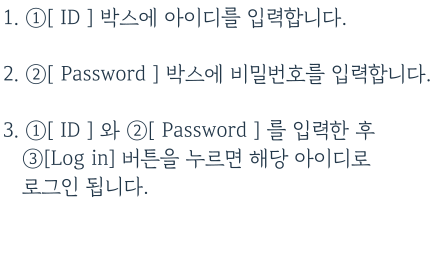 1. ①[ ID ] 박스에 아이디를 입력합니다.
2. ②[ Password ] 박스에 비밀번호를 입력합니다.
3. ①[ ID ] 와 ②[ Password ] 를 입력한 후
③[Log in] 버튼을 누르면 해당 아이디로
로그인 됩니다.